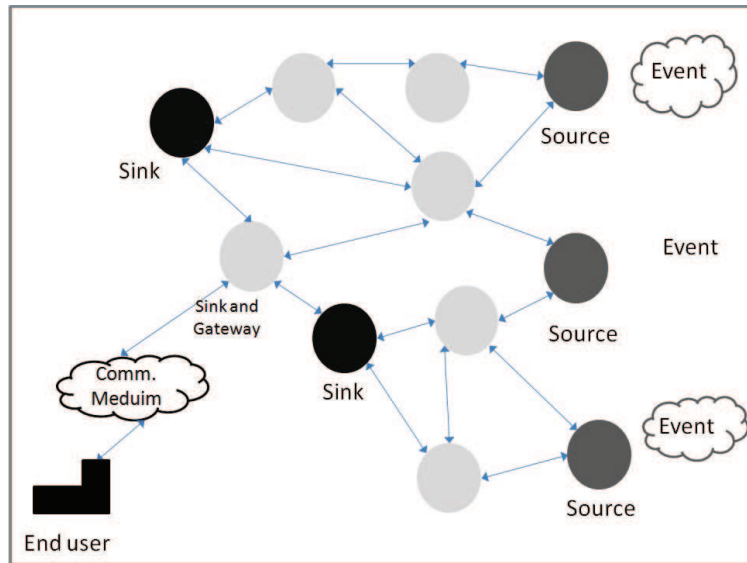 Event
Source
Sink
Event
Sink and
Gateway
Source
Comm.
Meduim
Sink
Event
Source
End user